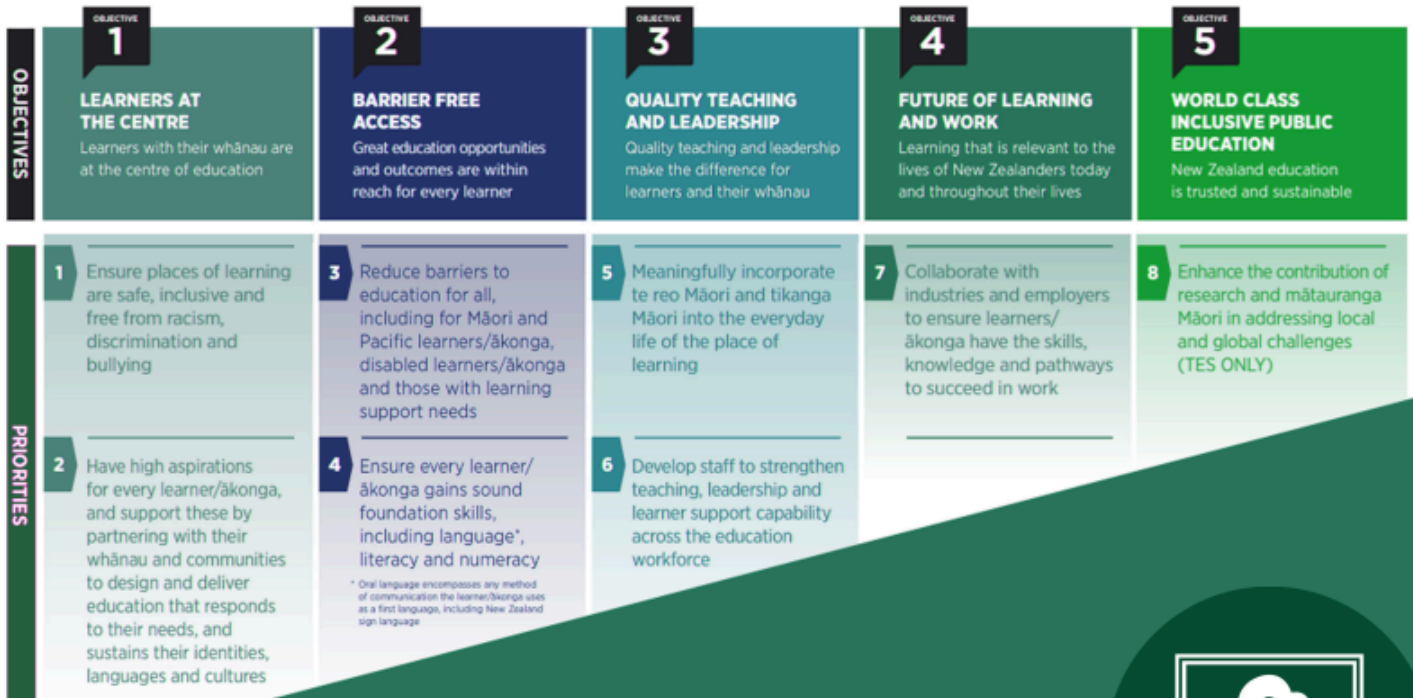 OBJECTIVES
OBJECTIVE
1
LEARNERS AT
THE CENTRE
Learners with their whānau are
at the centre of education
OBJECTIVE
2
BARRIER FREE
ACCESS
Great education opportunities
and outcomes are within
reach for every learner
OBJECTIVE
3
QUALITY TEACHING
AND LEADERSHIP
Quality teaching and leadership
make the difference for
learners and their whānau
OBJECTIVE
4
FUTURE OF LEARNING
AND WORK
Learning that is relevant to the
lives of New Zealanders today
and throughout their lives
OBJECTIVE
5
WORLD CLASS
INCLUSIVE PUBLIC
EDUCATION
New Zealand education
is trusted and sustainable
PRIORITIES
1
Ensure places of learning
are safe, inclusive and
free from racism,
discrimination and
bullying
2
Have high aspirations
for every learner/ākonga,
and support these by
partnering with their
whānau and communities
to design and deliver
education that responds
to their needs, and
sustains their identities,
languages and cultures
3
Reduce barriers to
education for all,
including for Māori and
Pacific learners/ākonga,
disabled learners/ākonga
and those with learning
support needs
4
Ensure every learner/
ākonga gains sound
foundation skills,
including language*,
literacy and numeracy
* Oral language encompasses any method
of communication the learner/ākonga uses
as a first language, including New Zealand
sign language
5
Meaningfully incorporate
te reo Māori and tikanga
Māori into the everyday
life of the place of
learning
6
Develop staff to strengthen
teaching, leadership and
learner support capability
across the education
workforce
7
Collaborate with
industries and employers
to ensure learners/
ākonga have the skills,
knowledge and pathways
to succeed in work
8
Enhance the contribution of
research and mātauranga
Māori in addressing local
and global challenges
(TES ONLY)